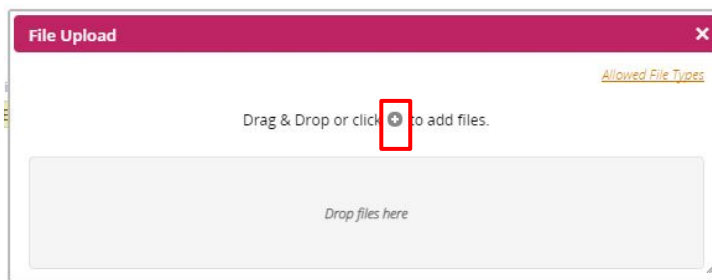 File Upload
Allowed File Types
Drag & Drop or click to add files.
Drop files here